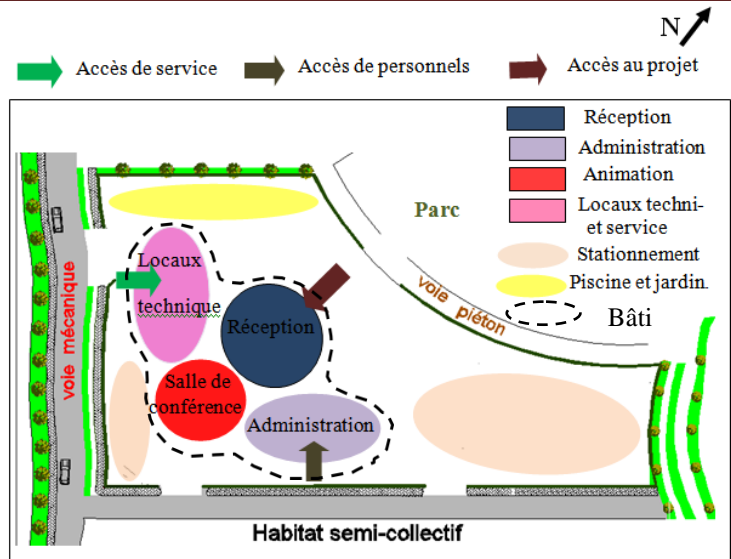 N
Accès de service
Accès de personnels
Accès au projet
Réception
Administration
Animation
Locaux techni-
et service
Stationnement
Piscine et jardin.
Bâti
Parc
voie piéton
voie mécanique
Locaux
technique
Réception
Salle de
conférence
Administration
Habitat semi-collectif